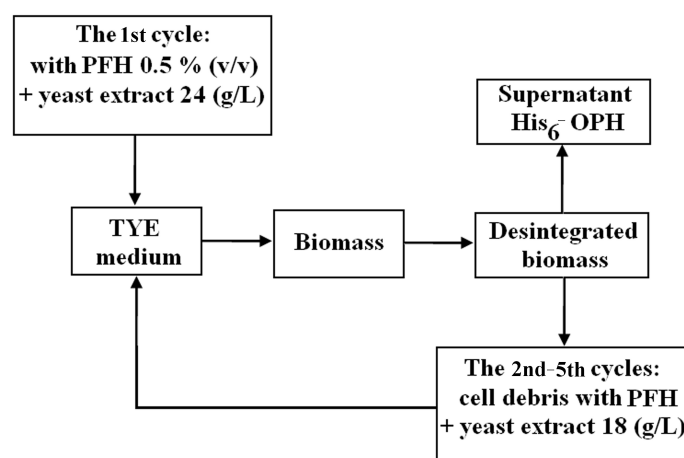 The 1st cycle:
with PFH 0.5 % (v/v)
+ yeast extract 24 (g/L)
Supernatant
His6- OPH
TYE
medium
Biomass
Desintegrated
biomass
The 2nd-5th cycles:
cell debris with PFH
+ yeast extract 18 (g/L)